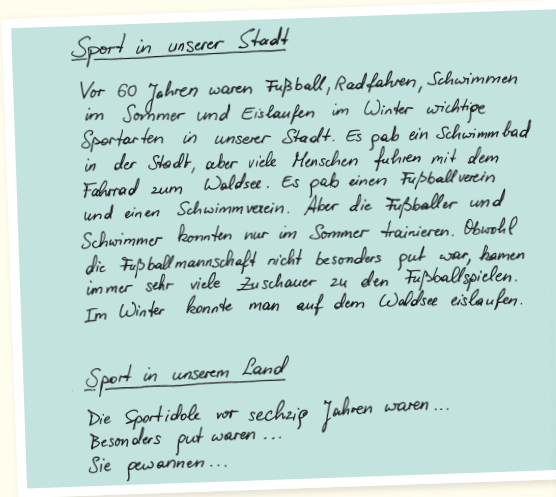 Sport in unserer Stadt
Vor 60 Jahren waren Fußball, Radfahren, Schwimmen
im Sommer und Eislaufen im Winter wichtige
Sportarten in unserer Stadt. Es gab ein Schwimmbad
in der Stadt, aber viele Menschen fuhren mit dem
Fahrrad zum Waldsee. Es gab einen Fußballverein
und einen Schwimmverein. Aber die Fußballer und
Schwimmer konnten nur im Sommer trainieren. Obwohl
die Fußballmannschaft nicht besonders gut war, kamen
immer sehr viele Zuschauer zu den Fußballspielen.
Im Winter konnte man auf dem Waldsee eislaufen.
Sport in unserem Land
Die Sportidole vor sechzig Jahren waren...
Besonders gut waren...
Sie gewannen...